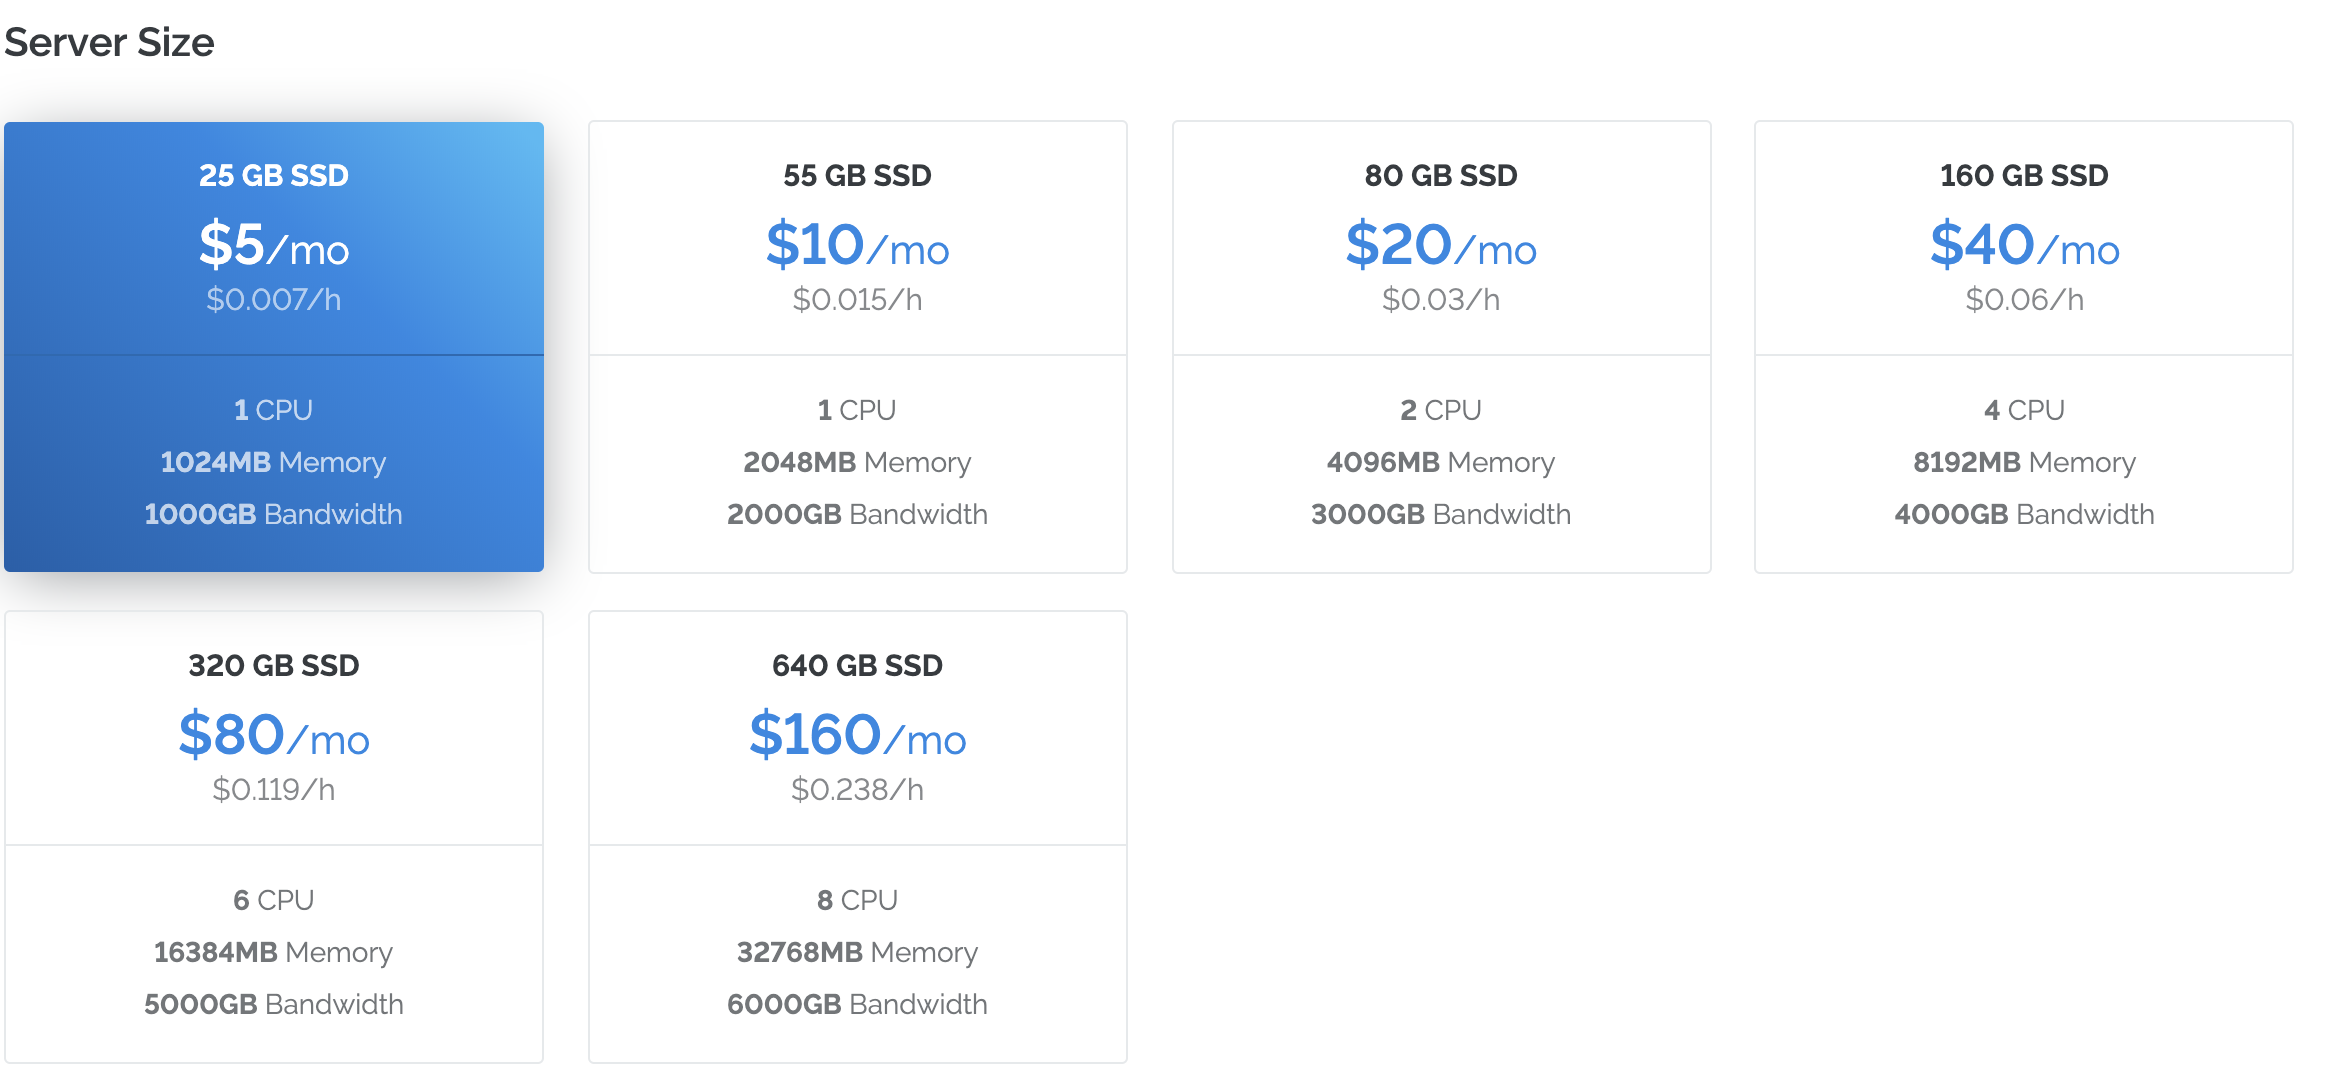 Server Size
25 GB SSD
$5/mo
$0.007/h
1 CPU
1024MB Memory
1000GB Bandwidth
55 GB SSD
$10/mo
$0.015/h
1 CPU
2048MB Memory
2000GB Bandwidth
80 GB SSD
$20/mo
$0.03/h
2 CPU
4096MB Memory
3000GB Bandwidth
160 GB SSD
$40/mo
$0.06/h
4 CPU
8192MB Memory
4000GB Bandwidth
320 GB SSD
$80/mo
$0.119/h
6 CPU
16384MB Memory
5000GB Bandwidth
640 GB SSD
$160/mo
$0.238/h
8 CPU
32768MB Memory
6000GB Bandwidth